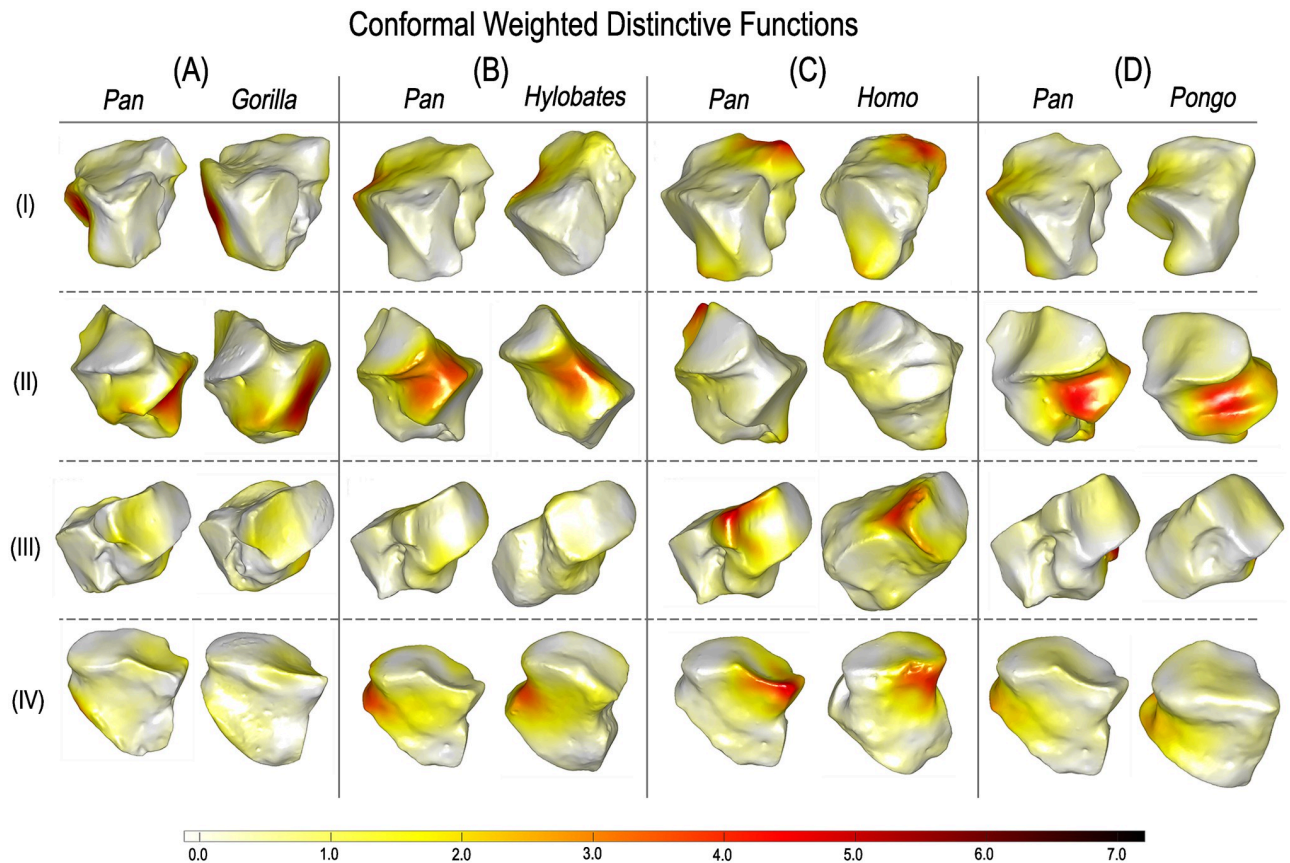 Conformal Weighted Distinctive Functions
(A) (B) (C) (D)
Pan Gorilla Pan Hylobates Pan Homo Pan Pongo
(I)
(II)
(III)
(IV)
0.0 1.0 2.0 3.0 4.0 5.0 6.0 7.0